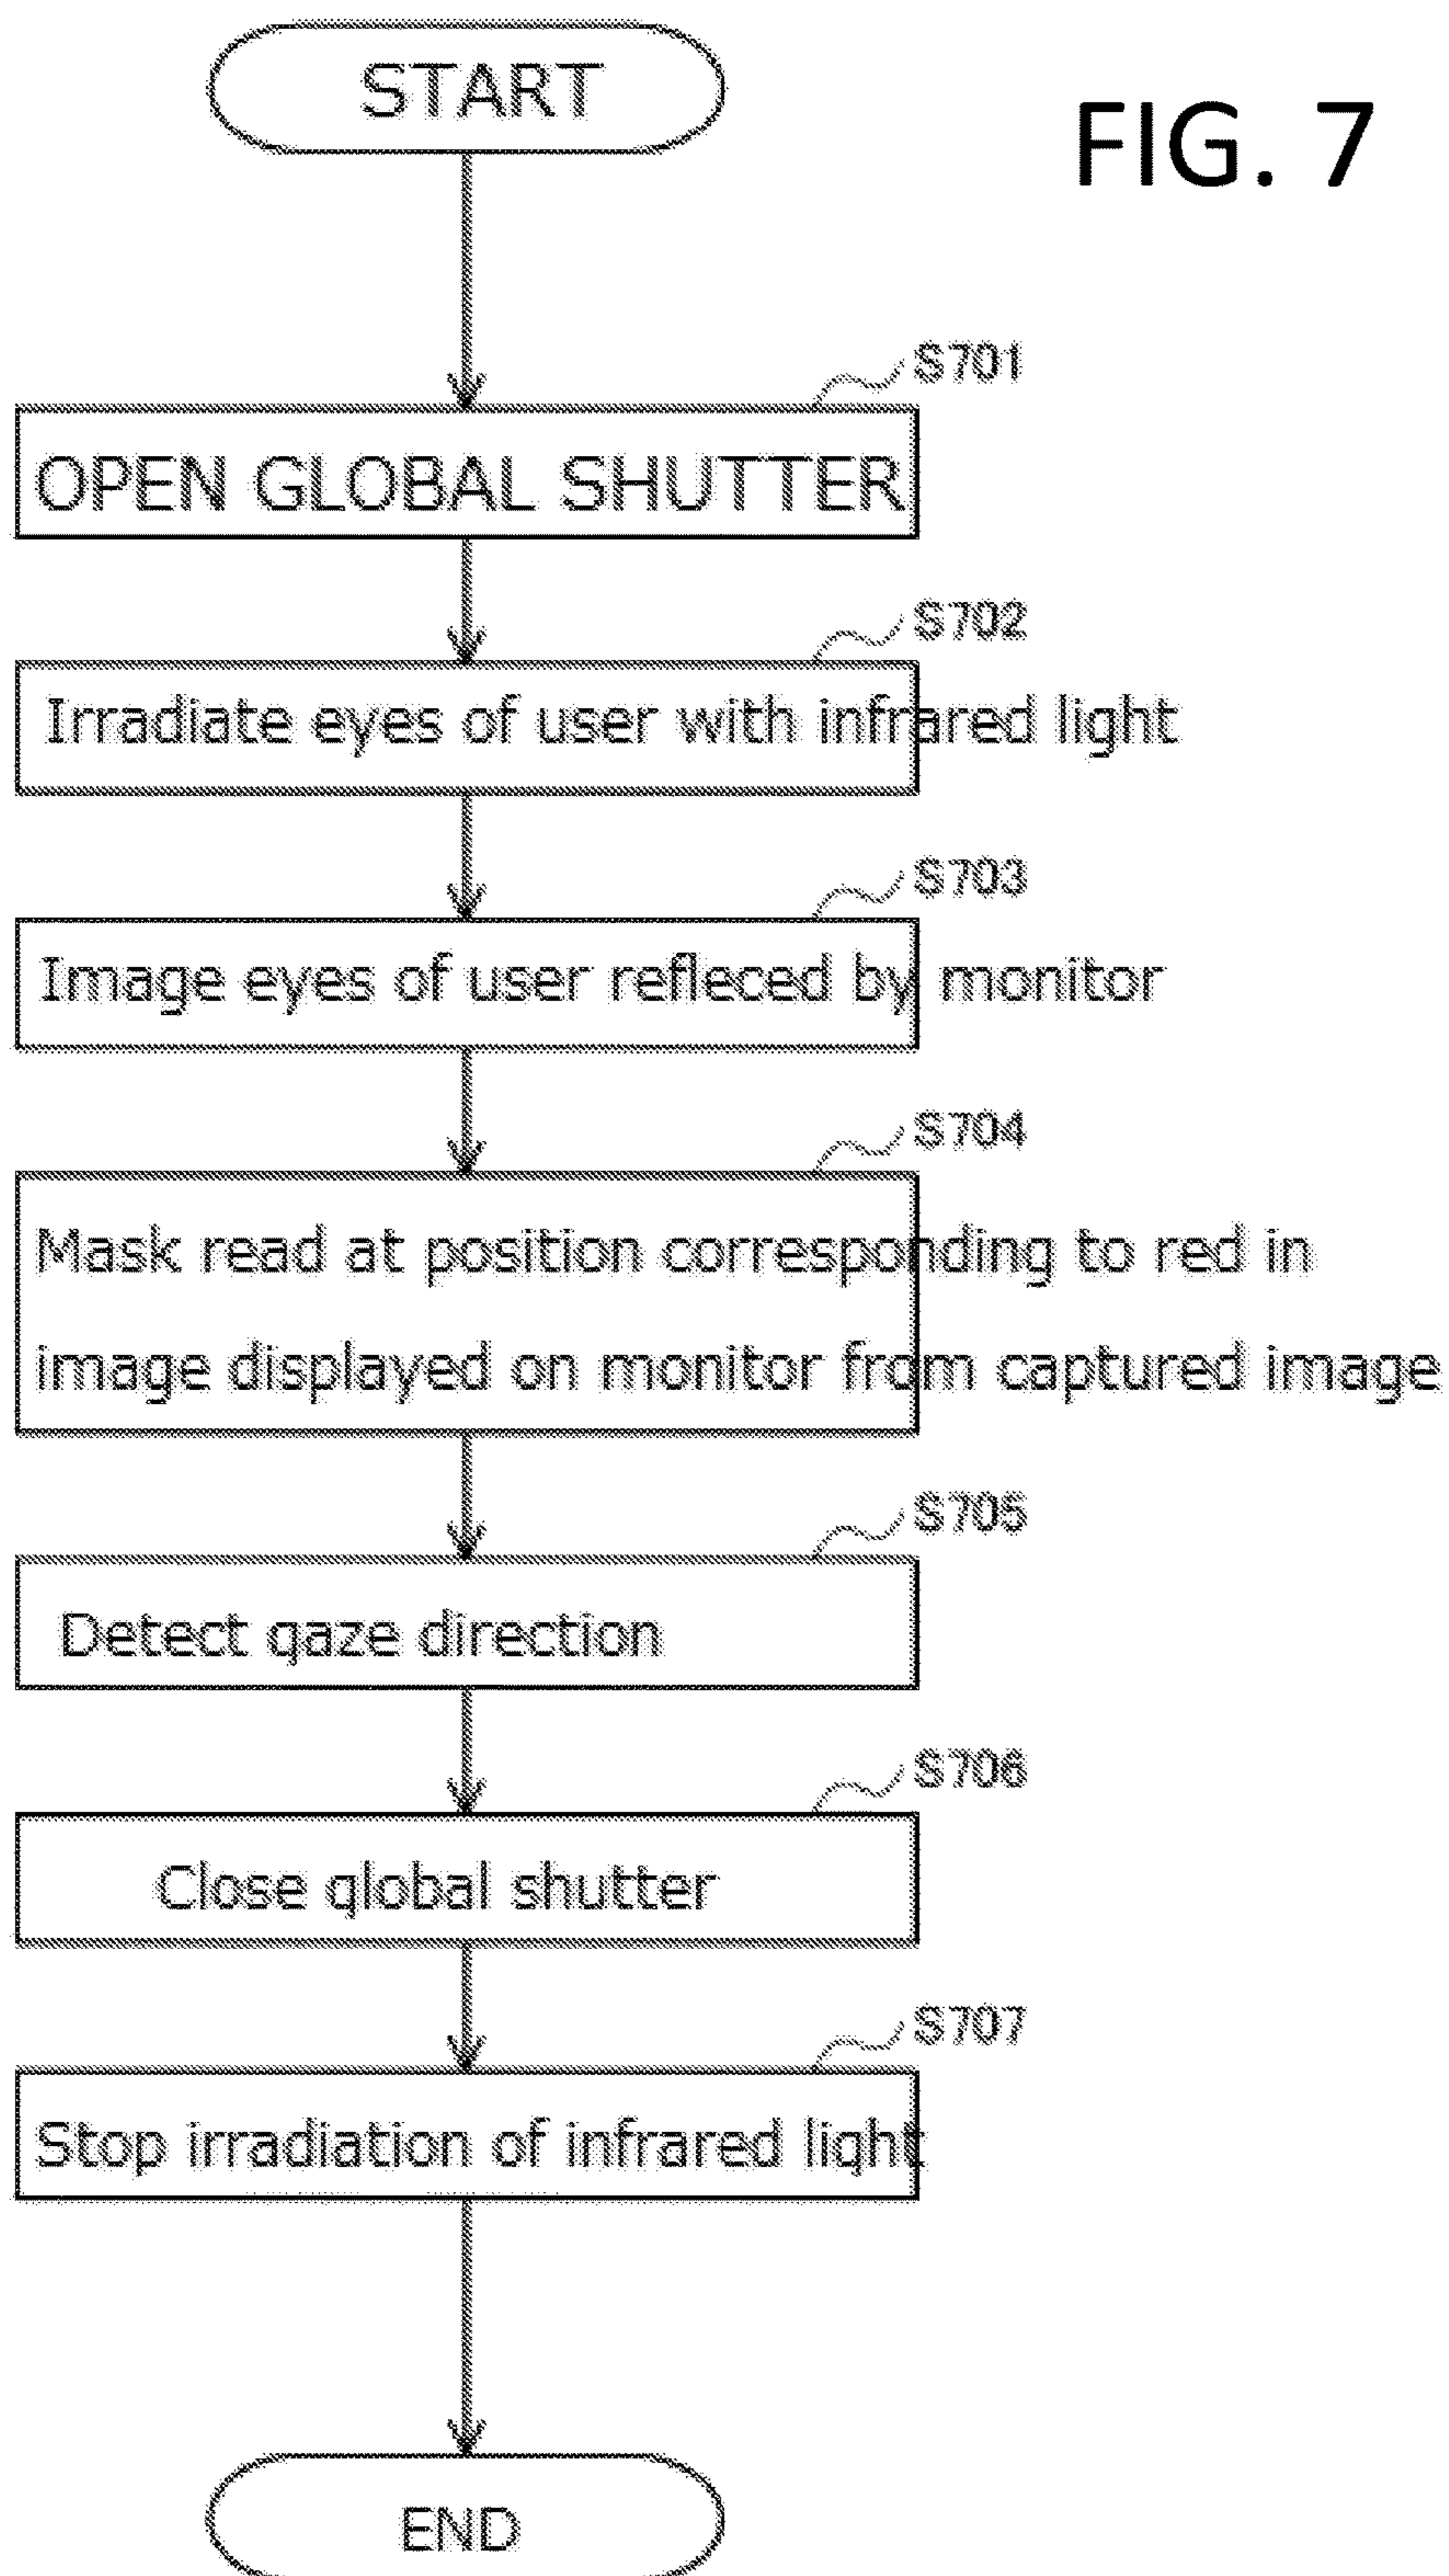 START
FIG. 7
S701
OPEN GLOBAL SHUTTER
S702
Irradiate eyes of user with infrared light
S703
Image eyes of user refleced by monitor
S704
Mask read at position corresponding to red in
image displayed on monitor from captured image
S705
Detect gaze direction
S706
Close global shutter
S707
Stop irradiation of infrared light
END